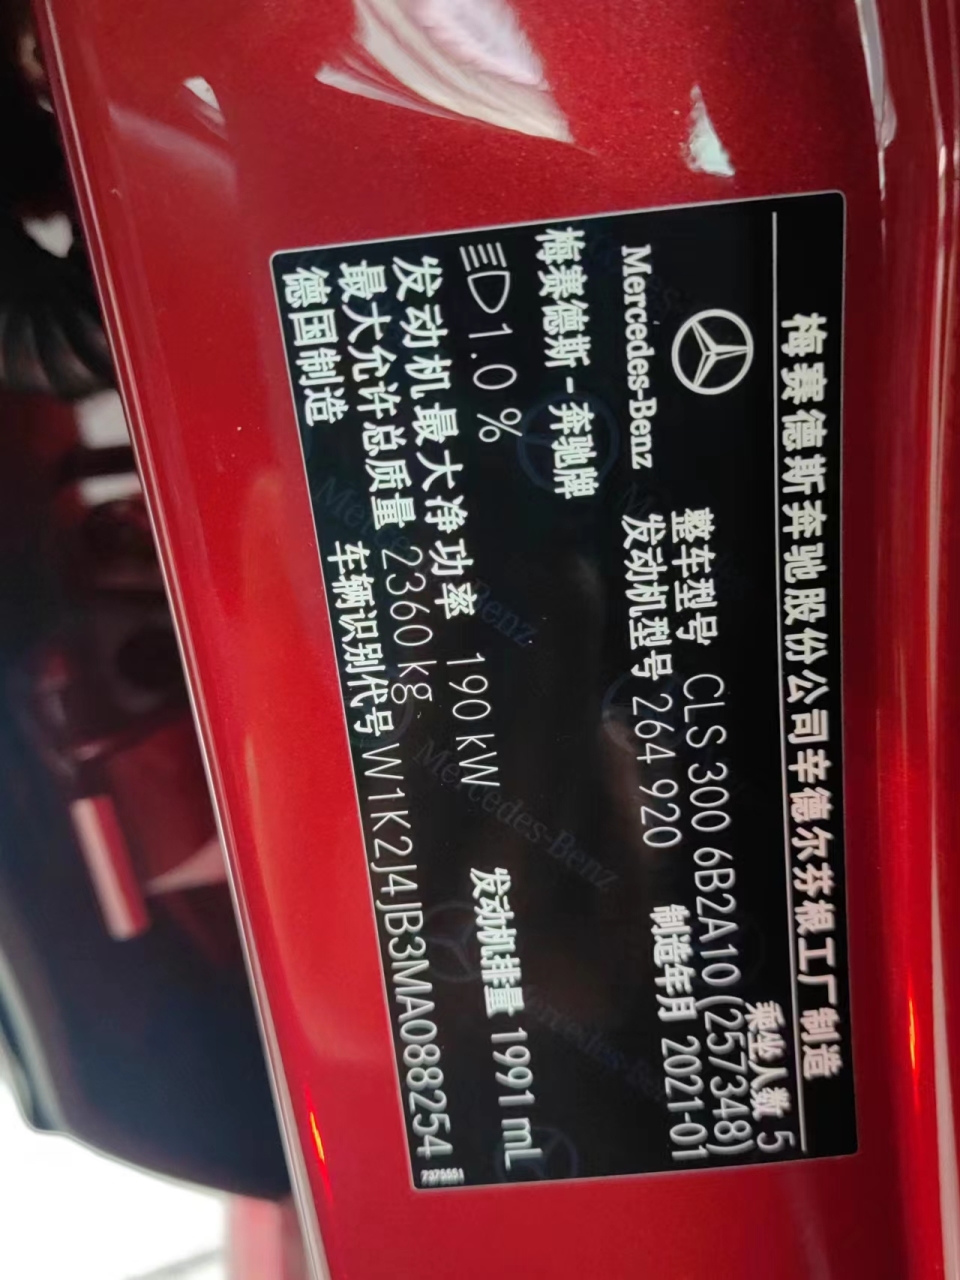 梅赛德斯奔驰股份公司辛德尔芬根工厂制造
乘坐人数 5
整车型号 CLS 300 6B2A10(257348)
Mercedes-Benz
发动机型号 264 920
制造年月 2021-01
梅赛德斯-奔驰牌
1.0 %
发动机最大净功率 190 kW
发动机排量 1991 mL
最大允许总质量 2360 kg
德国制造
车辆识别代号 W1K2J4JB3MA088254
7375551